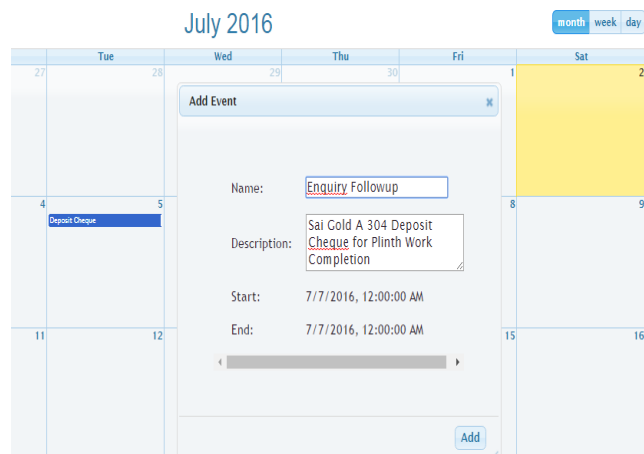 July 2016
month week day
Tue Wed Thu Fri Sat
27 28 29 30 1 2
Add Event
Name: Enquiry Followup
Description: Sai Gold A 304 Deposit
Cheque for Plinth Work
Completion
Start: 7/7/2016, 12:00:00 AM
End: 7/7/2016, 12:00:00 AM
Add
4 5 8 9
Deposit Cheque
11 12 15 16